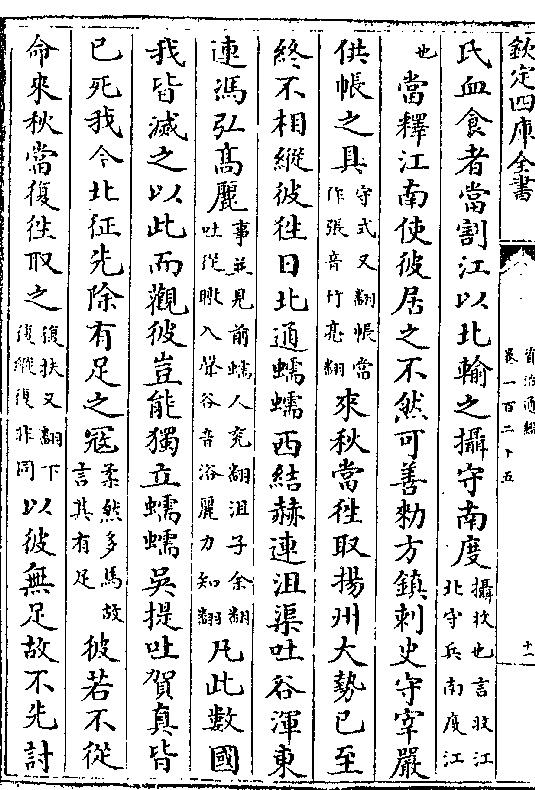 欽定四庫全書
資治通鑑
卷一百二十五
十一
氏血食者當割江以北輸之攝守南度攝收也言收江北守兵南度江
也當釋江南使彼居之不然可善勑方鎮刺史守宰嚴
供帳之具守式又翻帳當作張音竹亮翻來秋當往取揚州大勢已至
終不相縱彼往日北通蠕蠕西結赫連沮渠吐谷渾東
連馮弘髙麗事並見前蠕人兖翻沮子余翻吐從暾入聲谷音浴麗力知翻凡此數國
我皆滅之以此而觀彼豈能獨立蠕蠕吳提吐賀真皆
已死我今北征先除有足之寇柔然多馬故言其有足彼若不從
命來秋當復往取之復扶又翻下復縱復非同以彼無足故不先討